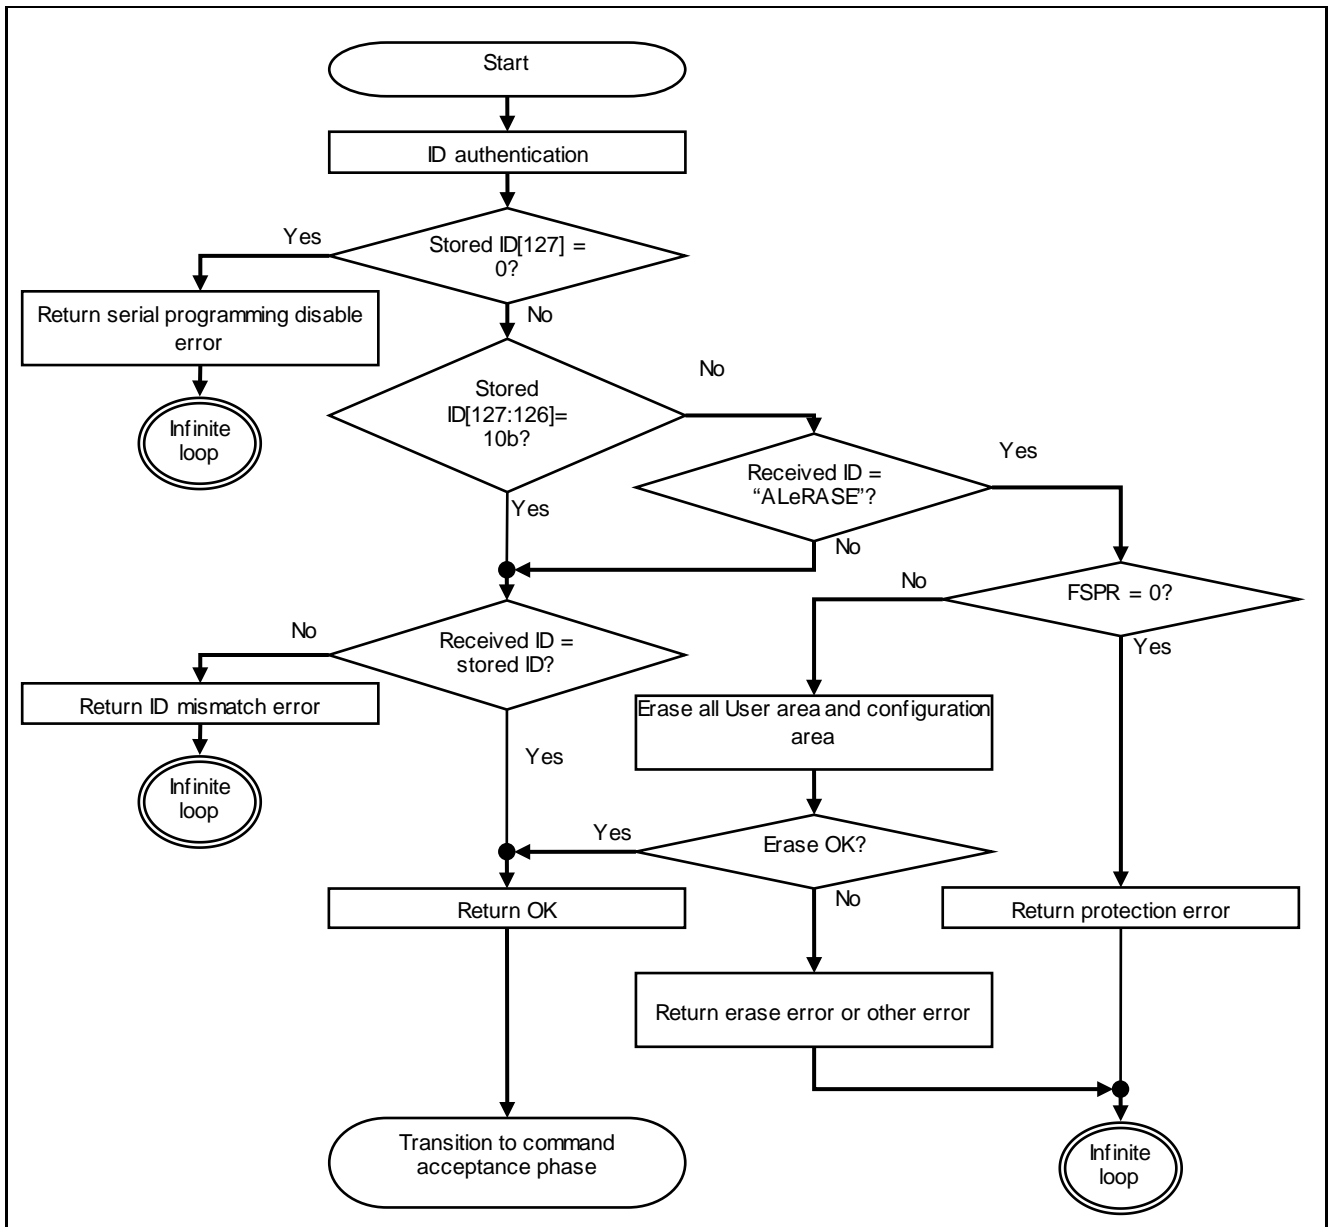 Start
ID authentication
Yes
Stored ID[127] =
0?
Return serial programming disable
error
No
Infinite
loop
Stored
ID[127:126]=
10b?
No
Received ID =
“ALeRASE”?
Yes
Yes
No
No
FSPR = 0?
Yes
No
Received ID =
stored ID?
Return ID mismatch error
Yes
Infinite
loop
Erase all User area and configuration
area
Yes
Erase OK?
No
Return OK
Return protection error
Return erase error or other error
Transition to command
acceptance phase
Infinite
loop